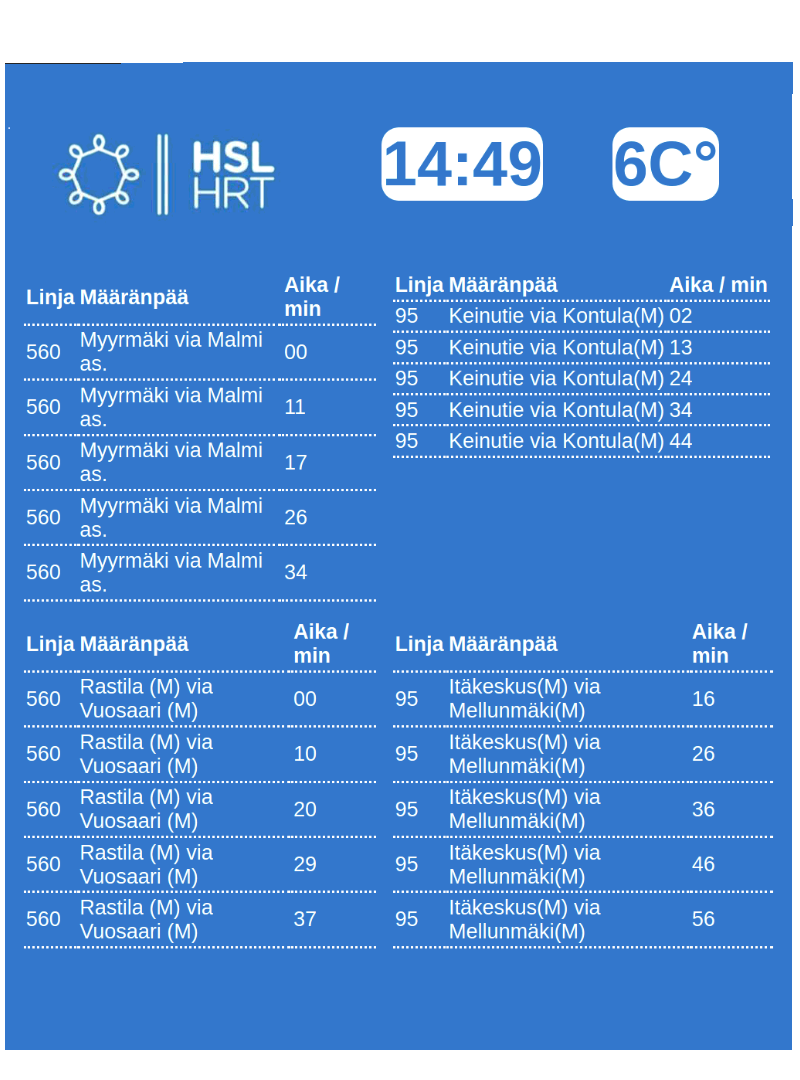 HSL
HRT
14:49
6C°
Linja Määränpää Aika /
min
560 Myyrmäki via Malmi
as. 00
560 Myyrmäki via Malmi
as. 11
560 Myyrmäki via Malmi
as. 17
560 Myyrmäki via Malmi
as. 26
560 Myyrmäki via Malmi
as. 34
Linja Määränpää Aika / min
95 Keinutie via Kontula(M) 02
95 Keinutie via Kontula(M) 13
95 Keinutie via Kontula(M) 24
95 Keinutie via Kontula(M) 34
95 Keinutie via Kontula(M) 44
Linja Määränpää Aika /
min
560 Rastila (M) via
Vuosaari (M) 00
560 Rastila (M) via
Vuosaari (M) 10
560 Rastila (M) via
Vuosaari (M) 20
560 Rastila (M) via
Vuosaari (M) 29
560 Rastila (M) via
Vuosaari (M) 37
Linja Määränpää Aika /
min
95 Itäkeskus(M) via
Mellunmäki(M) 16
95 Itäkeskus(M) via
Mellunmäki(M) 26
95 Itäkeskus(M) via
Mellunmäki(M) 36
95 Itäkeskus(M) via
Mellunmäki(M) 46
95 Itäkeskus(M) via
Mellunmäki(M) 56